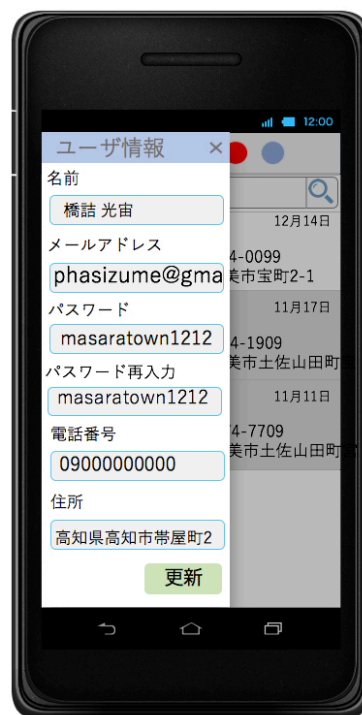 12:00
ユーザ情報 ×
名前
橋詰 光宙
メールアドレス
phasizume@gma
パスワード
masaratown1212
パスワード再入力
masaratown1212
電話番号
09000000000
住所
高知県高知市帯屋町2
更新
12月14日
4-0099
美市宝町2-1
11月17日
4-1909
美市土佐山田町
11月11日
4-7709
美市土佐山田町